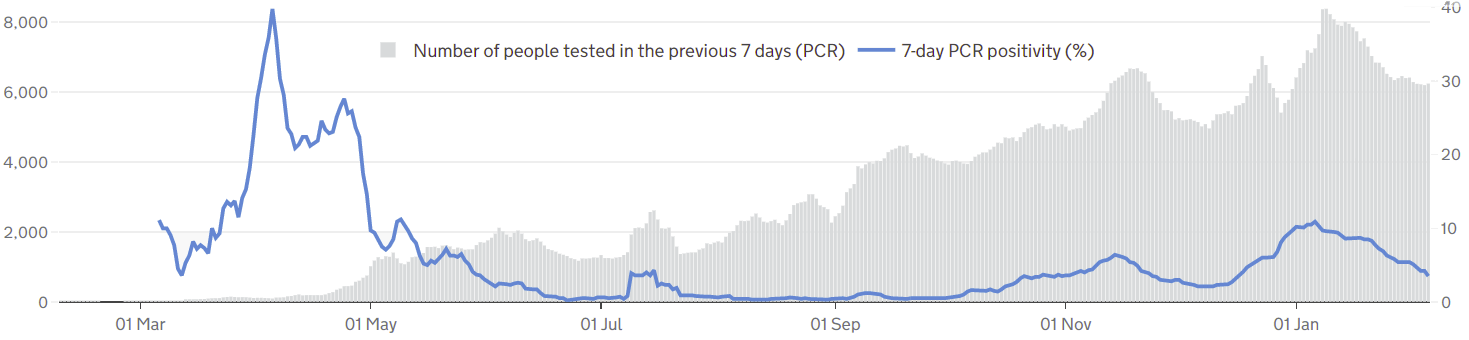 8,000
6,000
4,000
2,000
0
Number of people tested in the previous 7 days (PCR)
7-day PCR positivity (%)
40
30
20
10
0
01 Mar
01 May
01 Jul
01 Sep
01 Nov
01 Jan